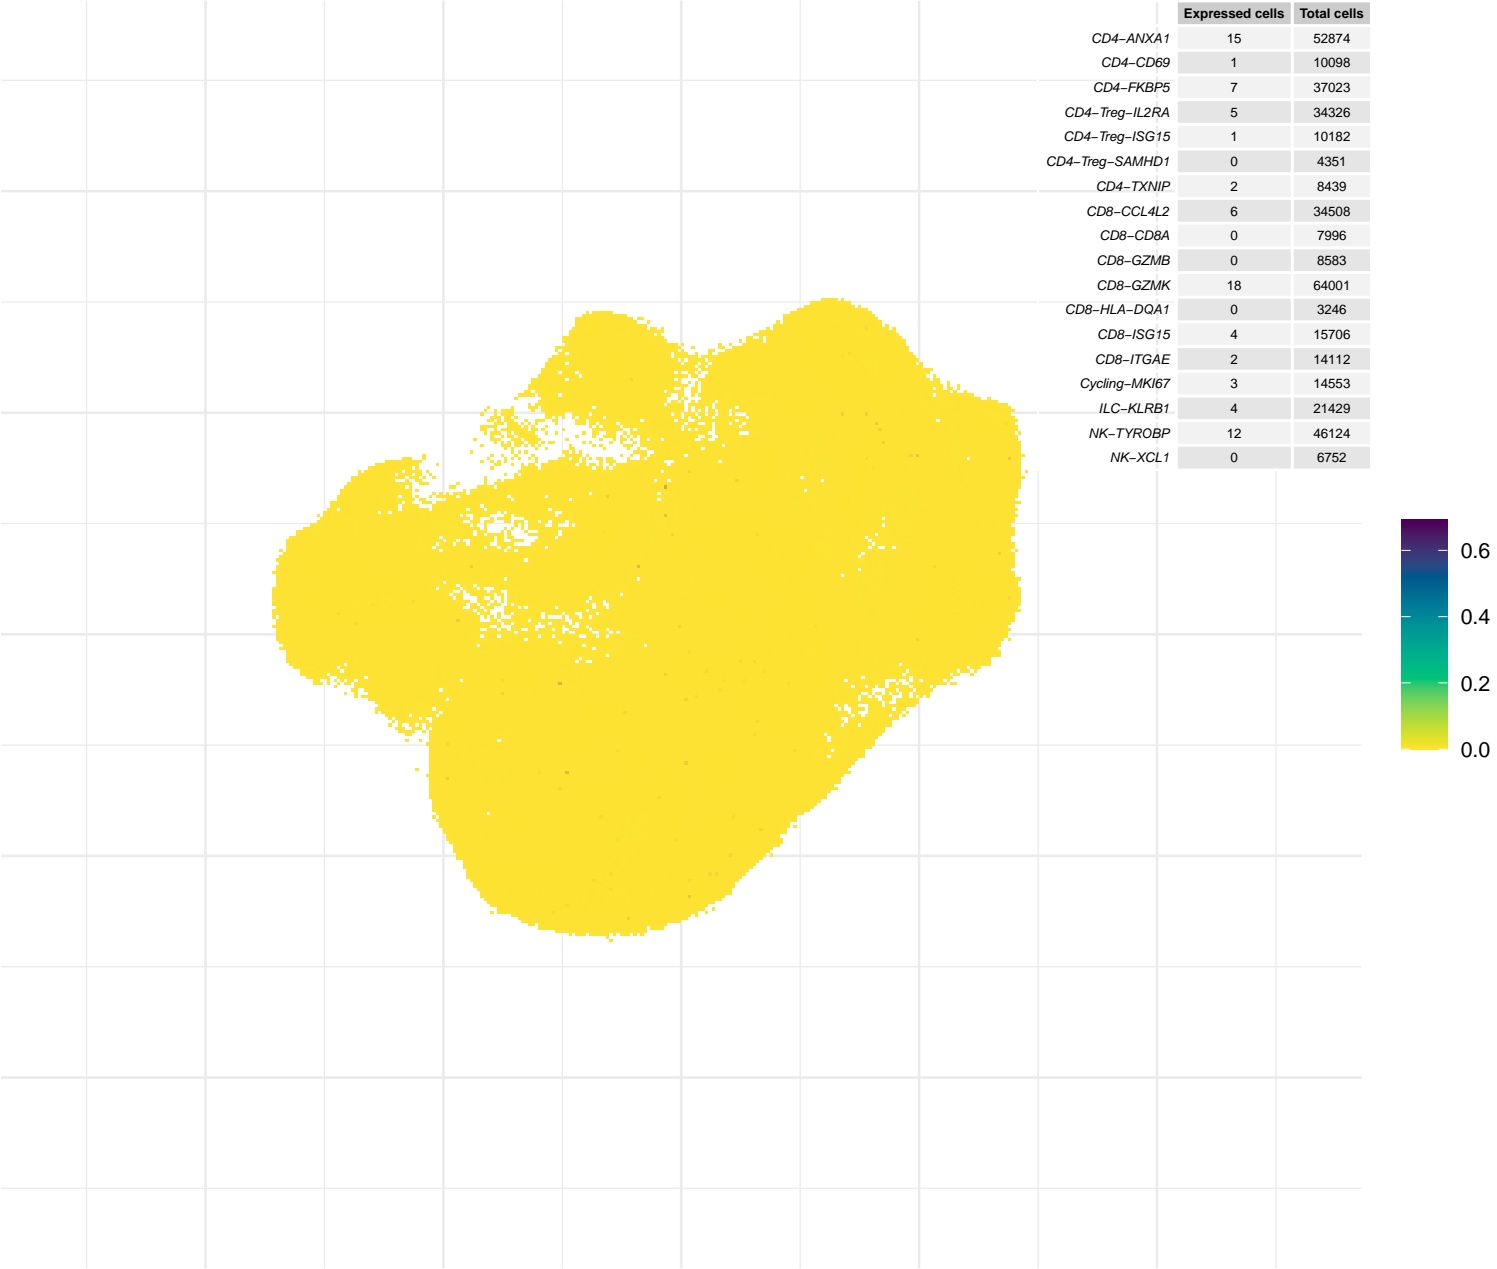 Expressed cells Total cells
CD4−ANXA1 15 52874
CD4−CD69 1 10098
CD4−FKBP5 7 37023
CD4−Treg−IL2RA 5 34326
CD4−Treg−ISG15 1 10182
CD4−Treg−SAMHD1 0 4351
CD4−TXNIP 2 8439
CD8−CCL4L2 6 34508
CD8−CD8A 0 7996
CD8−GZMB 0 8583
CD8−GZMK 18 64001
CD8−HLA−DQA1 0 3246
CD8−ISG15 4 15706
CD8−ITGAE 2 14112
Cycling−MKI67 3 14553
ILC−KLRB1 4 21429
NK−TYROBP 12 46124
NK−XCL1 0 6752
0.6
0.4
0.2
0.0